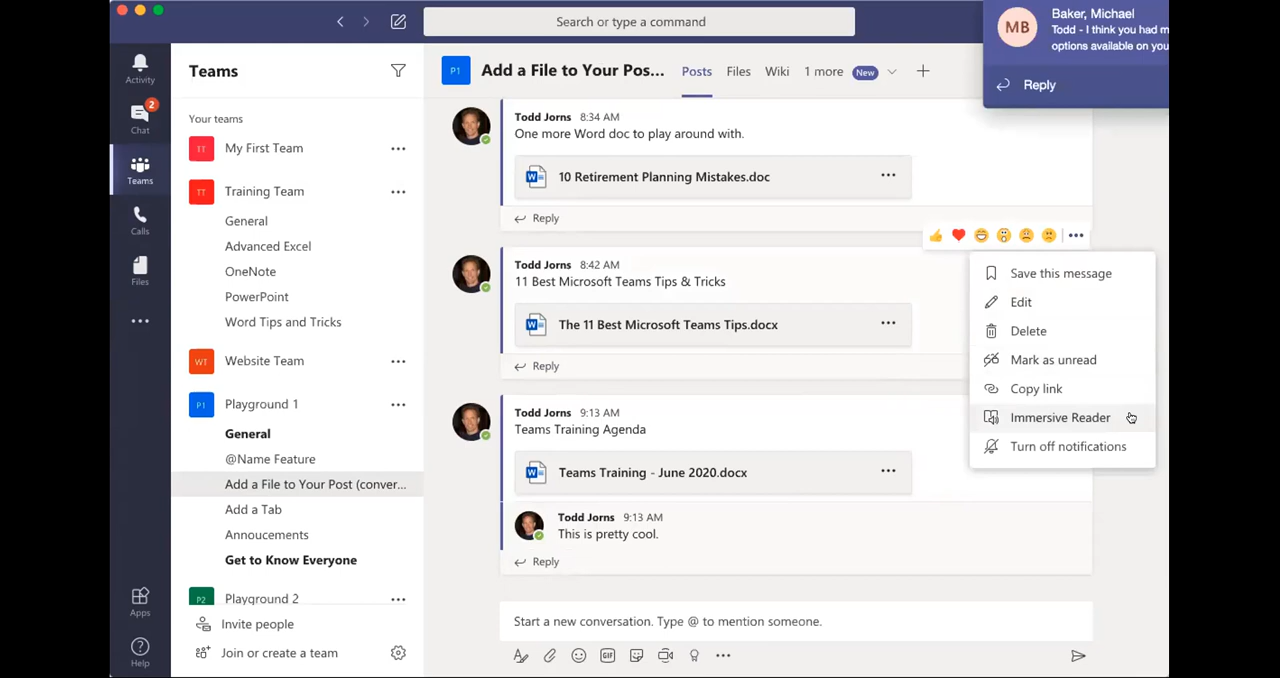 Search or type a command
MB
Baker, Michael
Todd - I think you had m
options available on you
Reply
Activity
2
Chat
Teams
Calls
Files
Apps
Help
Teams
Your teams
TT
My First Team
TT
Training Team
General
Advanced Excel
OneNote
PowerPoint
Word Tips and Tricks
WT
Website Team
P1
Playground 1
General
@Name Feature
Add a File to Your Post (conver...
Add a Tab
Annoucements
Get to Know Everyone
P2
Playground 2
Invite people
Join or create a team
P1
Add a File to Your Pos...
Posts
Files
Wiki
1 more
New
Todd Jorns 8:34 AM
One more Word doc to play around with.
10 Retirement Planning Mistakes.doc
Reply
Todd Jorns 8:42 AM
11 Best Microsoft Teams Tips & Tricks
The 11 Best Microsoft Teams Tips.docx
Reply
Todd Jorns 9:13 AM
Teams Training Agenda
Teams Training - June 2020.docx
Todd Jorns 9:13 AM
This is pretty cool.
Reply
Save this message
Edit
Delete
Mark as unread
Copy link
Immersive Reader
Turn off notifications
Start a new conversation. Type @ to mention someone.
GIF